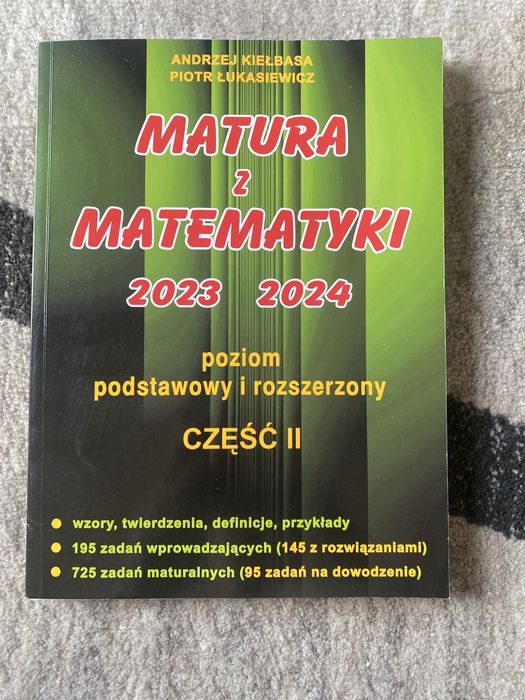 ANDRZEJ KIEŁBASA
PIOTR ŁUKASIEWICZ
MATURA
Z
MATEMATYKI
2023 2024
poziom
podstawowy i rozszerzony
CZĘŚĆ II
• wzory, twierdzenia, definicje, przykłady
• 195 zadań wprowadzających (145 z rozwiązaniami)
• 725 zadań maturalnych (95 zadań na dowodzenie)